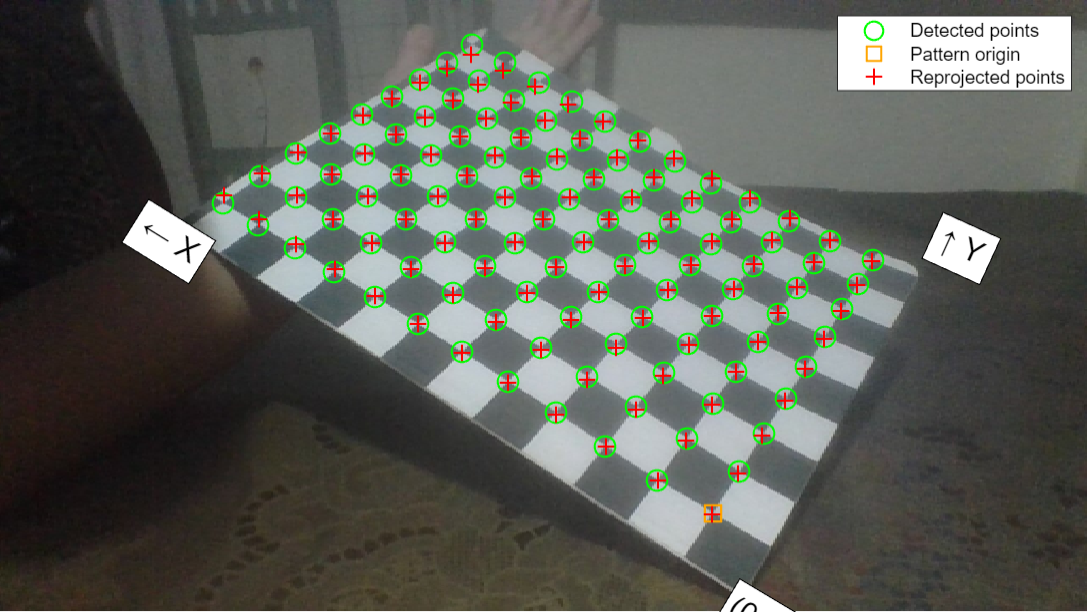 Detected points
Pattern origin
Reprojected points
← X
↑ Y